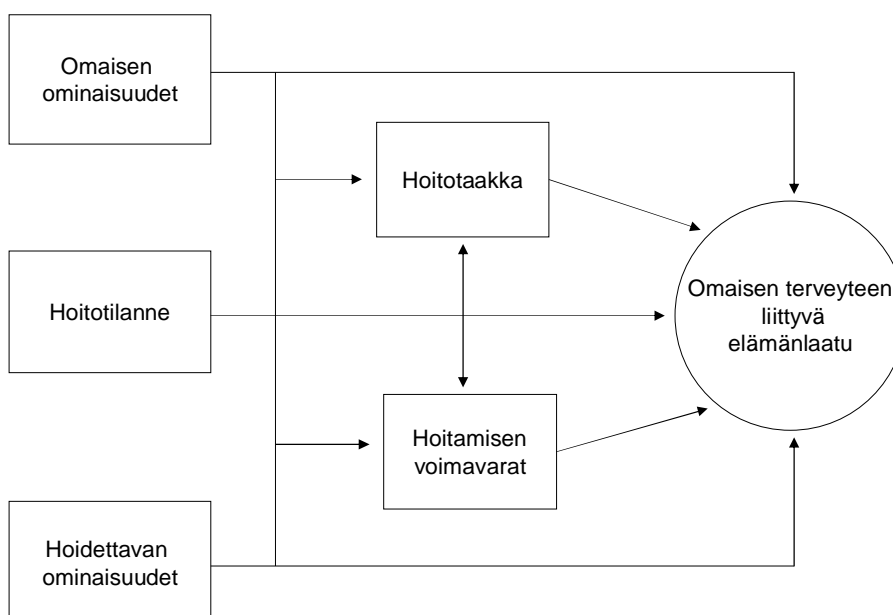 Omaisen
ominaisuudet
Hoitotaakka
Hoitotilanne
Omaisen terveyteen
liittyvä
elämänlaatu
Hoitamisen
voimavarat
Hoidettavan
ominaisuudet